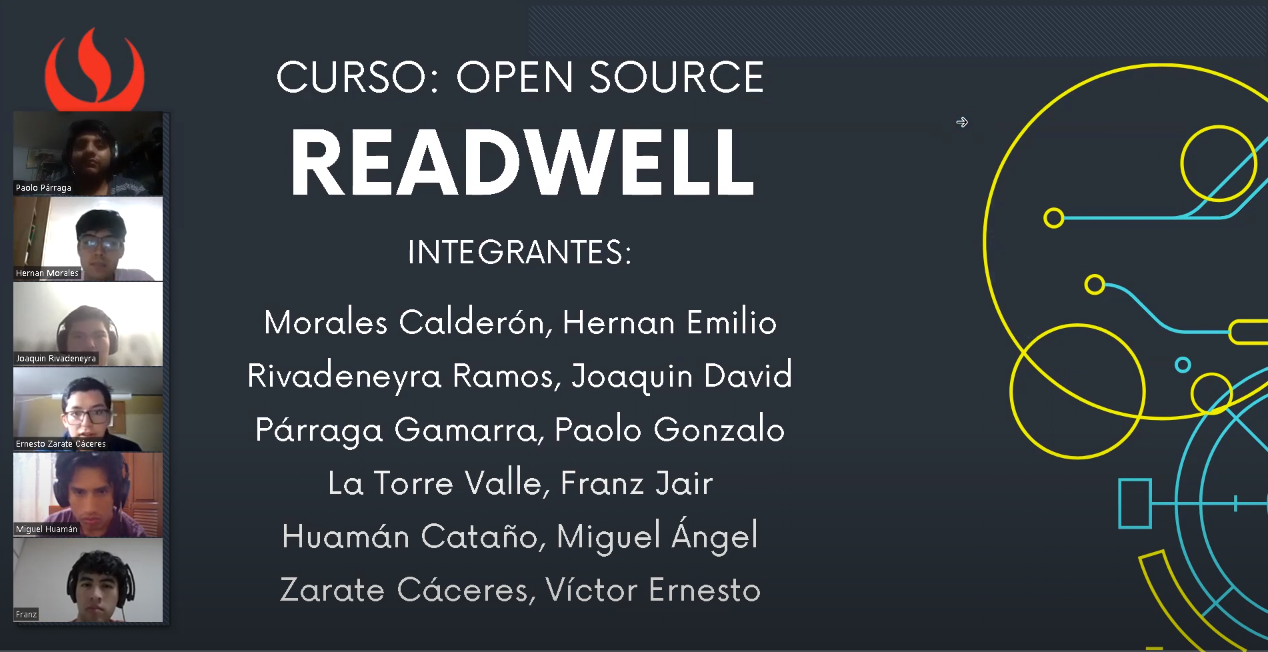 CURSO: OPEN SOURCE
READWELL
INTEGRANTES:
Morales Calderón, Hernan Emilio
Rivadeneyra Ramos, Joaquin David
Párraga Gamarra, Paolo Gonzalo
La Torre Valle, Franz Jair
Huamán Cataño, Miguel Ángel
Zarate Cáceres, Víctor Ernesto
Paolo Párraga
Hernan Morales
Joaquin Rivadeneyra
Ernesto Zarate Cáceres
Miguel Huamán
Franz